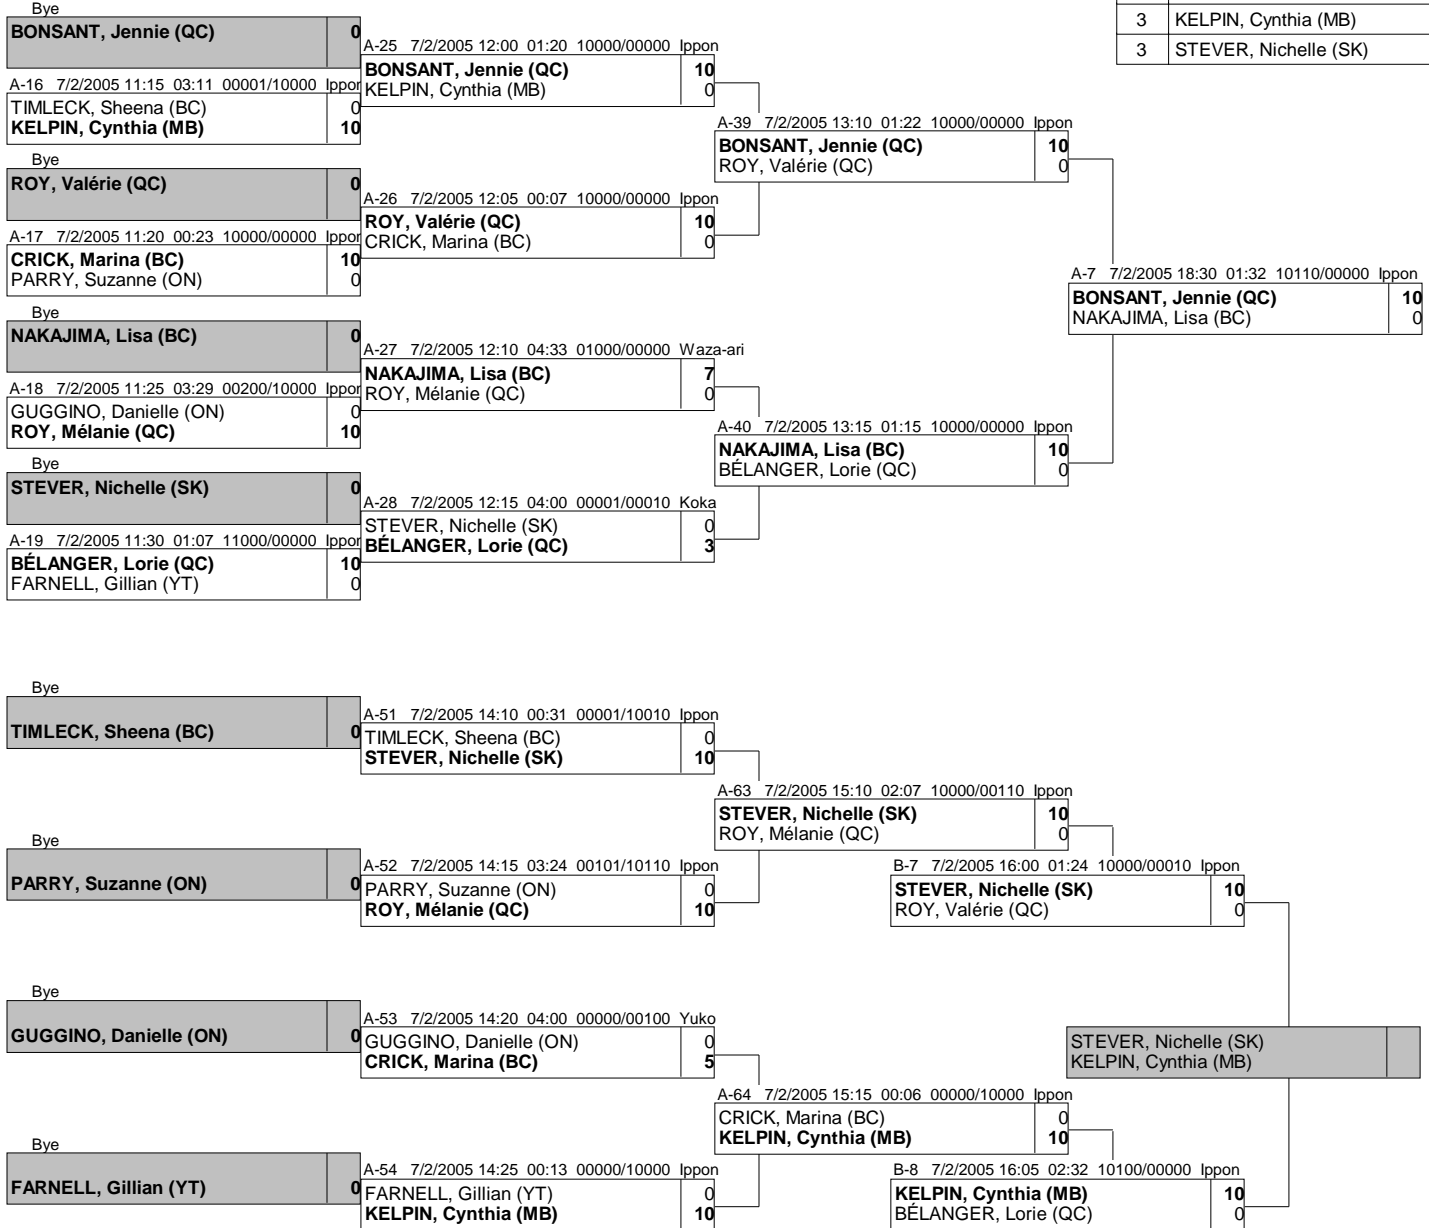 Bye
BONSANT, Jennie (QC) 0
A-16 7/2/2005 11:15 03:11 00001/10000 Ippon
TIMLECK, Sheena (BC) 0
KELPIN, Cynthia (MB) 10
Bye
ROY, Valérie (QC) 0
A-17 7/2/2005 11:20 00:23 10000/00000 Ippon
CRICK, Marina (BC) 10
PARRY, Suzanne (ON) 0
Bye
NAKAJIMA, Lisa (BC) 0
A-18 7/2/2005 11:25 03:29 00200/10000 Ippon
GUGGINO, Danielle (ON) 0
ROY, Mélanie (QC) 10
Bye
STEVER, Nichelle (SK) 0
A-19 7/2/2005 11:30 01:07 11000/00000 Ippon
BÉLANGER, Lorie (QC) 10
FARNELL, Gillian (YT) 0
A-25 7/2/2005 12:00 01:20 10000/00000 Ippon
BONSANT, Jennie (QC) 10
KELPIN, Cynthia (MB) 0
A-26 7/2/2005 12:05 00:07 10000/00000 Ippon
ROY, Valérie (QC) 10
CRICK, Marina (BC) 0
A-27 7/2/2005 12:10 04:33 01000/00000 Waza-ari
NAKAJIMA, Lisa (BC) 7
ROY, Mélanie (QC) 0
A-28 7/2/2005 12:15 04:00 00001/00010 Koka
STEVER, Nichelle (SK) 0
BÉLANGER, Lorie (QC) 3
A-39 7/2/2005 13:10 01:22 10000/00000 Ippon
BONSANT, Jennie (QC) 10
ROY, Valérie (QC) 0
A-40 7/2/2005 13:15 01:15 10000/00000 Ippon
NAKAJIMA, Lisa (BC) 10
BÉLANGER, Lorie (QC) 0
3 KELPIN, Cynthia (MB)
3 STEVER, Nichelle (SK)
A-7 7/2/2005 18:30 01:32 10110/00000 Ippon
BONSANT, Jennie (QC) 10
NAKAJIMA, Lisa (BC) 0
Bye
TIMLECK, Sheena (BC) 0
Bye
PARRY, Suzanne (ON) 0
Bye
GUGGINO, Danielle (ON) 0
Bye
FARNELL, Gillian (YT) 0
A-51 7/2/2005 14:10 00:31 00001/10010 Ippon
TIMLECK, Sheena (BC) 0
STEVER, Nichelle (SK) 10
A-52 7/2/2005 14:15 03:24 00101/10110 Ippon
PARRY, Suzanne (ON) 0
ROY, Mélanie (QC) 10
A-53 7/2/2005 14:20 04:00 00000/00100 Yuko
GUGGINO, Danielle (ON) 0
CRICK, Marina (BC) 5
A-54 7/2/2005 14:25 00:13 00000/10000 Ippon
FARNELL, Gillian (YT) 0
KELPIN, Cynthia (MB) 10
A-63 7/2/2005 15:10 02:07 10000/00110 Ippon
STEVER, Nichelle (SK) 10
ROY, Mélanie (QC) 0
A-64 7/2/2005 15:15 00:06 00000/10000 Ippon
CRICK, Marina (BC) 0
KELPIN, Cynthia (MB) 10
B-7 7/2/2005 16:00 01:24 10000/00010 Ippon
STEVER, Nichelle (SK) 10
ROY, Valérie (QC) 0
B-8 7/2/2005 16:05 02:32 10100/00000 Ippon
KELPIN, Cynthia (MB) 10
BÉLANGER, Lorie (QC) 0
STEVER, Nichelle (SK)
KELPIN, Cynthia (MB)